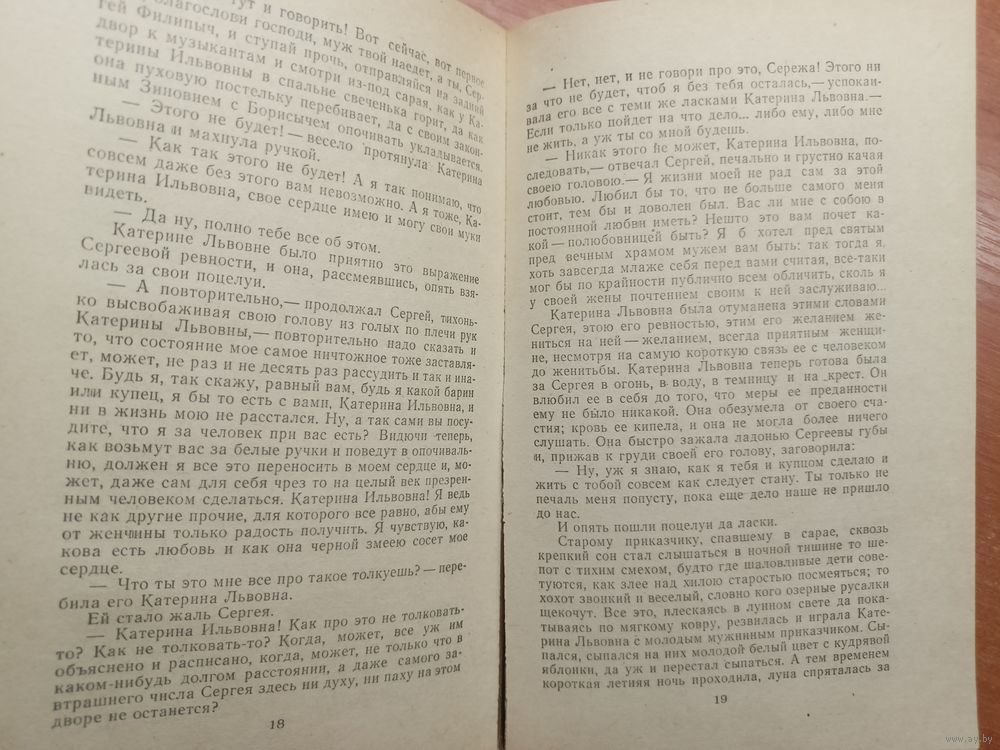 тут и говорить! Вот сейчас, вот первое
благослови господи, муж твой наедет, а ты, Сер-
гей Филипыч, и ступай прочь, отправляйся на задний
двор к музыкантам и смотри из-под сарая, как у Ка-
терины Ильвовны в спальне свеченька горит, да как
она пуховую постельку перебивает, да с своим закон-
ным Зиновием с Борисычем опочивать укладывается.
— Этого не будет! — весело протянула Катерина
Львовна и махнула ручкой.
— Как так этого не будет! А я так понимаю, что
совсем даже без этого вам невозможно. А я тоже, Ка-
терина Ильвовна, свое сердце имею и могу свои муки
видеть.
— Да ну, полно тебе все об этом.
Катерине Львовне было приятно это выражение
Сергеевой ревности, и она, рассмеявшись, опять взя-
лась за свои поцелуи.
— А повторительно,— продолжал Сергей, тихонь-
ко высвобаживая свою голову из голых по плечи рук
Катерины Львовны,— повторительно надо сказать и
то, что состояние мое самое ничтожное тоже заставля-
ет, может, не раз и не десять раз рассудить и так и ина-
че. Будь я, так скажу, равный вам, будь я какой барин
или купец, я бы то есть с вами, Катерина Ильвовна, и
ни в жизнь мою не расстался. Ну, а так сами вы посу-
дите, что я за человек при вас есть? Видючи теперь,
как возьмут вас за белые ручки и поведут в опочиваль-
ню, должен я все это переносить в моем сердце и, мо-
жет, даже сам для себя чрез то на целый век презрен-
ным человеком сделаться. Катерина Ильвовна! Я ведь
не как другие прочие, для которого все равно, абы ему
от женчины только радость получить. Я чувствую, ка-
кова есть любовь и как она черной змеею сосет мое
сердце.
— Что ты это мне все про такое толкуешь? — пере-
била его Катерина Львовна.
Ей стало жаль Сергея.
— Катерина Ильвовна! Как про это не толковать-
то? Как не толковать-то? Когда, может, все уж им
объяснено и расписано, когда, может, не только что в
каком-нибудь долгом расстоянии, а даже самого за-
втрашнего числа Сергея здесь ни духу, ни паху на этом
дворе не останется?
18
— Нет, нет, и не говори про это, Сережа! Этого ни
за что не будет, чтоб я без тебя осталась,— успокаи-
вала его все с теми же ласками Катерина Львовна.—
Если только пойдет на что дело... либо ему, либо мне
не жить, а уж ты со мной будешь.
— Никак этого не может, Катерина Ильвовна, по-
следовать,— отвечал Сергей, печально и грустно качая
своею головою.— Я жизни моей не рад сам за этой
любовью. Любил бы то, что не больше самого меня
стоит, тем бы и доволен был. Вас ли мне с собою в
постоянной любви иметь? Нешто это вам почет ка-
кой — полюбовницей быть? Я б хотел пред святым
пред вечным храмом мужем вам быть: так тогда я,
хоть завсегда млаже себя перед вами считая, все-таки
мог бы по крайности публично всем обличить, сколь я
у своей жены почтением своим к ней заслуживаю...
Катерина Львовна была отуманена этими словами
Сергея, этою его ревностью, этим его желанием же-
ниться на ней — желанием, всегда приятным женщи-
не, несмотря на самую короткую связь ее с человеком
до женитьбы. Катерина Львовна теперь готова была
за Сергея в огонь, в воду, в темницу и на крест. Он
влюбил ее в себя до того, что меры ее преданности
ему не было никакой. Она обезумела от своего сча-
стия; кровь ее кипела, и она не могла более ничего
слушать. Она быстро зажала ладонью Сергеевы губы
и, прижав к груди своей его голову, заговорила:
— Ну, уж я знаю, как я тебя и купцом сделаю и
жить с тобой совсем как следует стану. Ты только не
печаль меня попусту, пока еще дело наше не пришло
до нас.
И опять пошли поцелуи да ласки.
Старому приказчику, спавшему в сарае, сквозь
крепкий сон стал слышаться в ночной тишине то ше-
пот с тихим смехом, будто где шаловливые дети сове-
туются, как злее над хилою старостью посмеяться; то
хохот звонкий и веселый, словно кого озерные русалки
щекочут. Все это, плескаясь в лунном свете да пока-
тываясь по мягкому ковру, резвилась и играла Кате-
рина Львовна с молодым мужниным приказчиком. Сы-
пался, сыпался на них молодой белый цвет с кудрявой
яблонки, да уж и перестал сыпаться. А тем временем
короткая летняя ночь проходила, луна спряталась за
19
www.ay.by